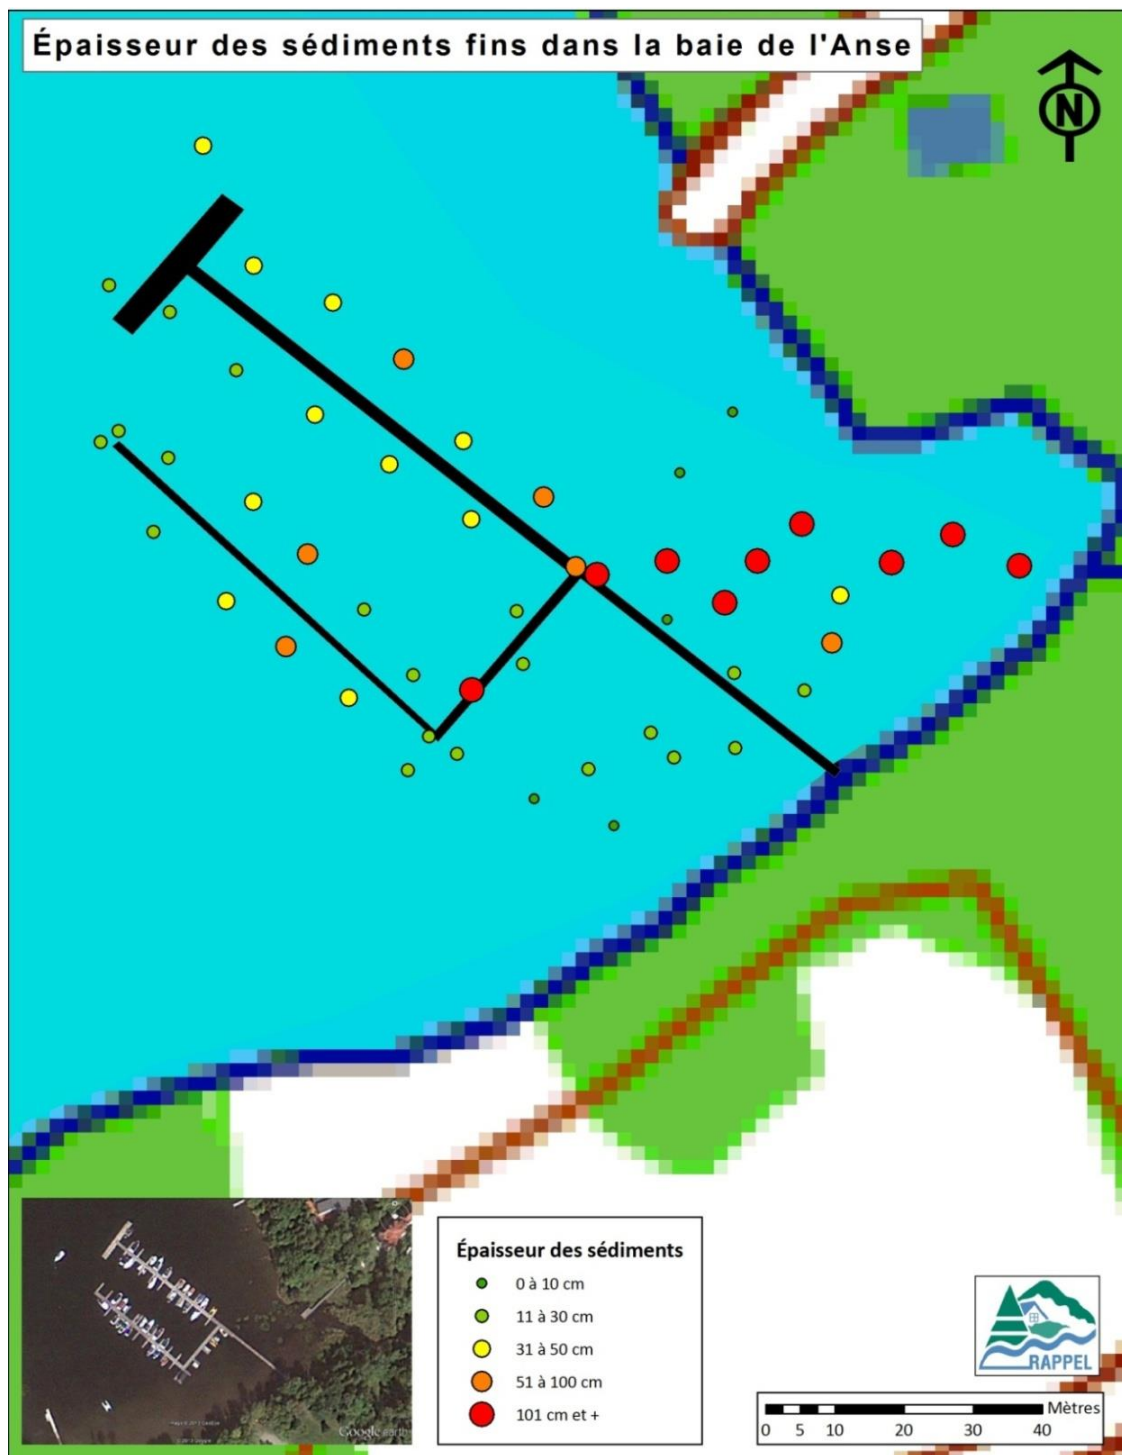 Épaisseur des sédiments fins dans la baie de l'Anse
N
Épaisseur des sédiments
0 à 10 cm
11 à 30 cm
31 à 50 cm
51 à 100 cm
101 cm et +
Google earth
RAPPEL
Mètres
0 5 10 20 30 40